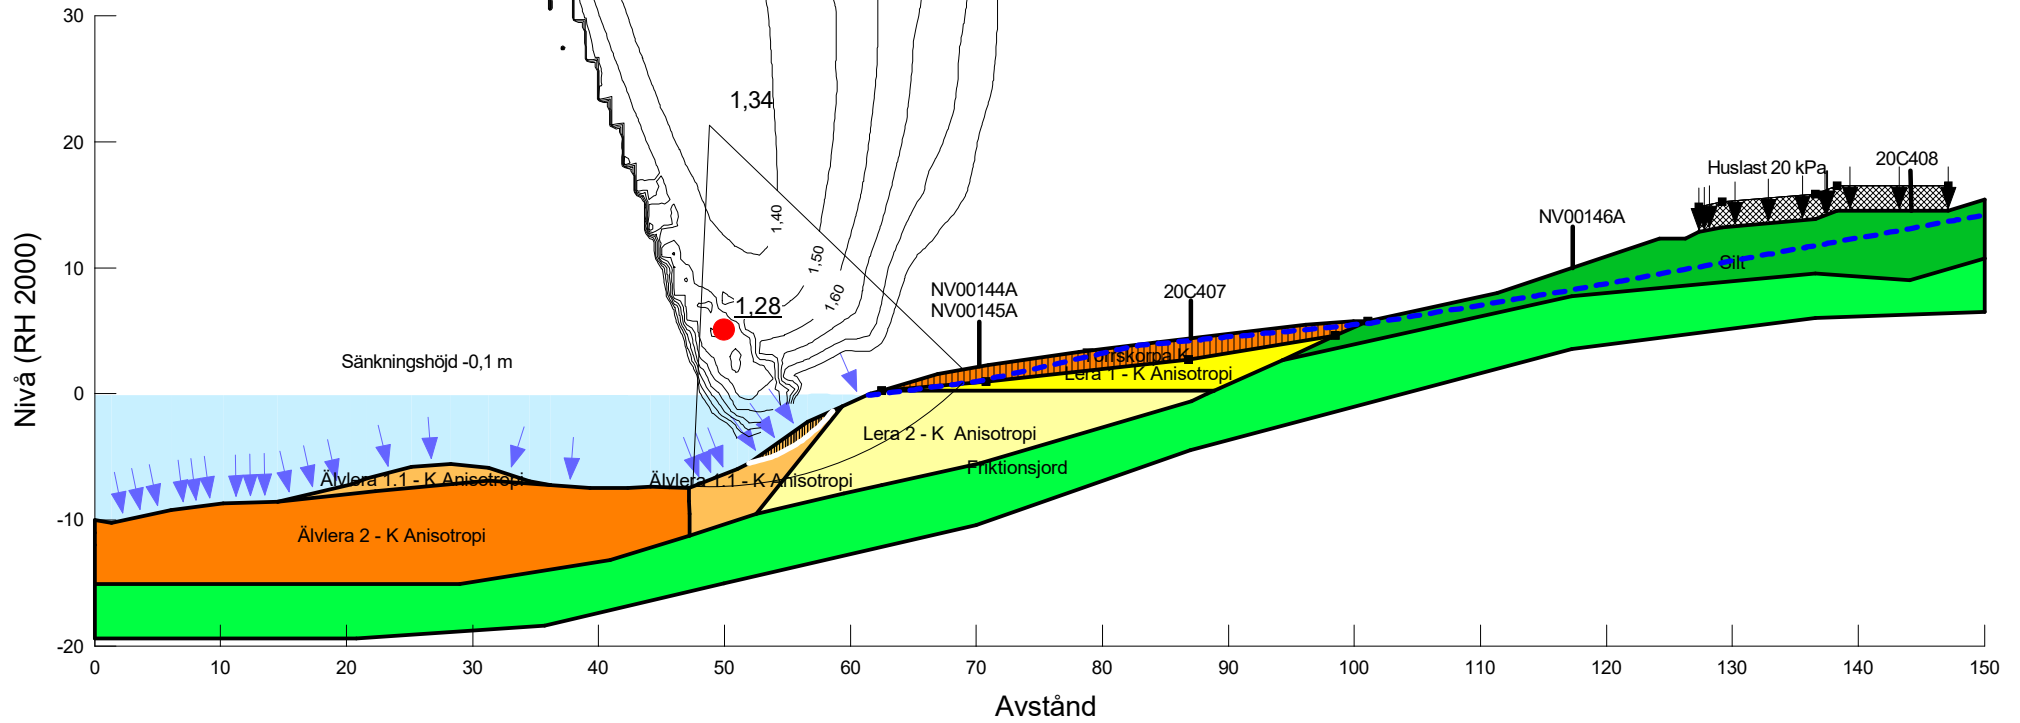 30
1,34
20
Huslast 20 kPa
20C408
1,40
NV00146A
1,50
10
Silt
1,60
NV00144A
NV00145A
20C407
1,28
Nivå (RH 2000)
Sänkningshöjd -0,1 m
Torrskorpa K
Lera 1 - K Anisotropi
0
Lera 2 - K Anisotropi
Friktionsjord
Älvlera 1.1 - K Anisotropi
Älvlera 1.1 - K Anisotropi
-10
Älvlera 2 - K Anisotropi
-20
0 10 20 30 40 50 60 70 80 90 100 110 120 130 140 150
Avstånd